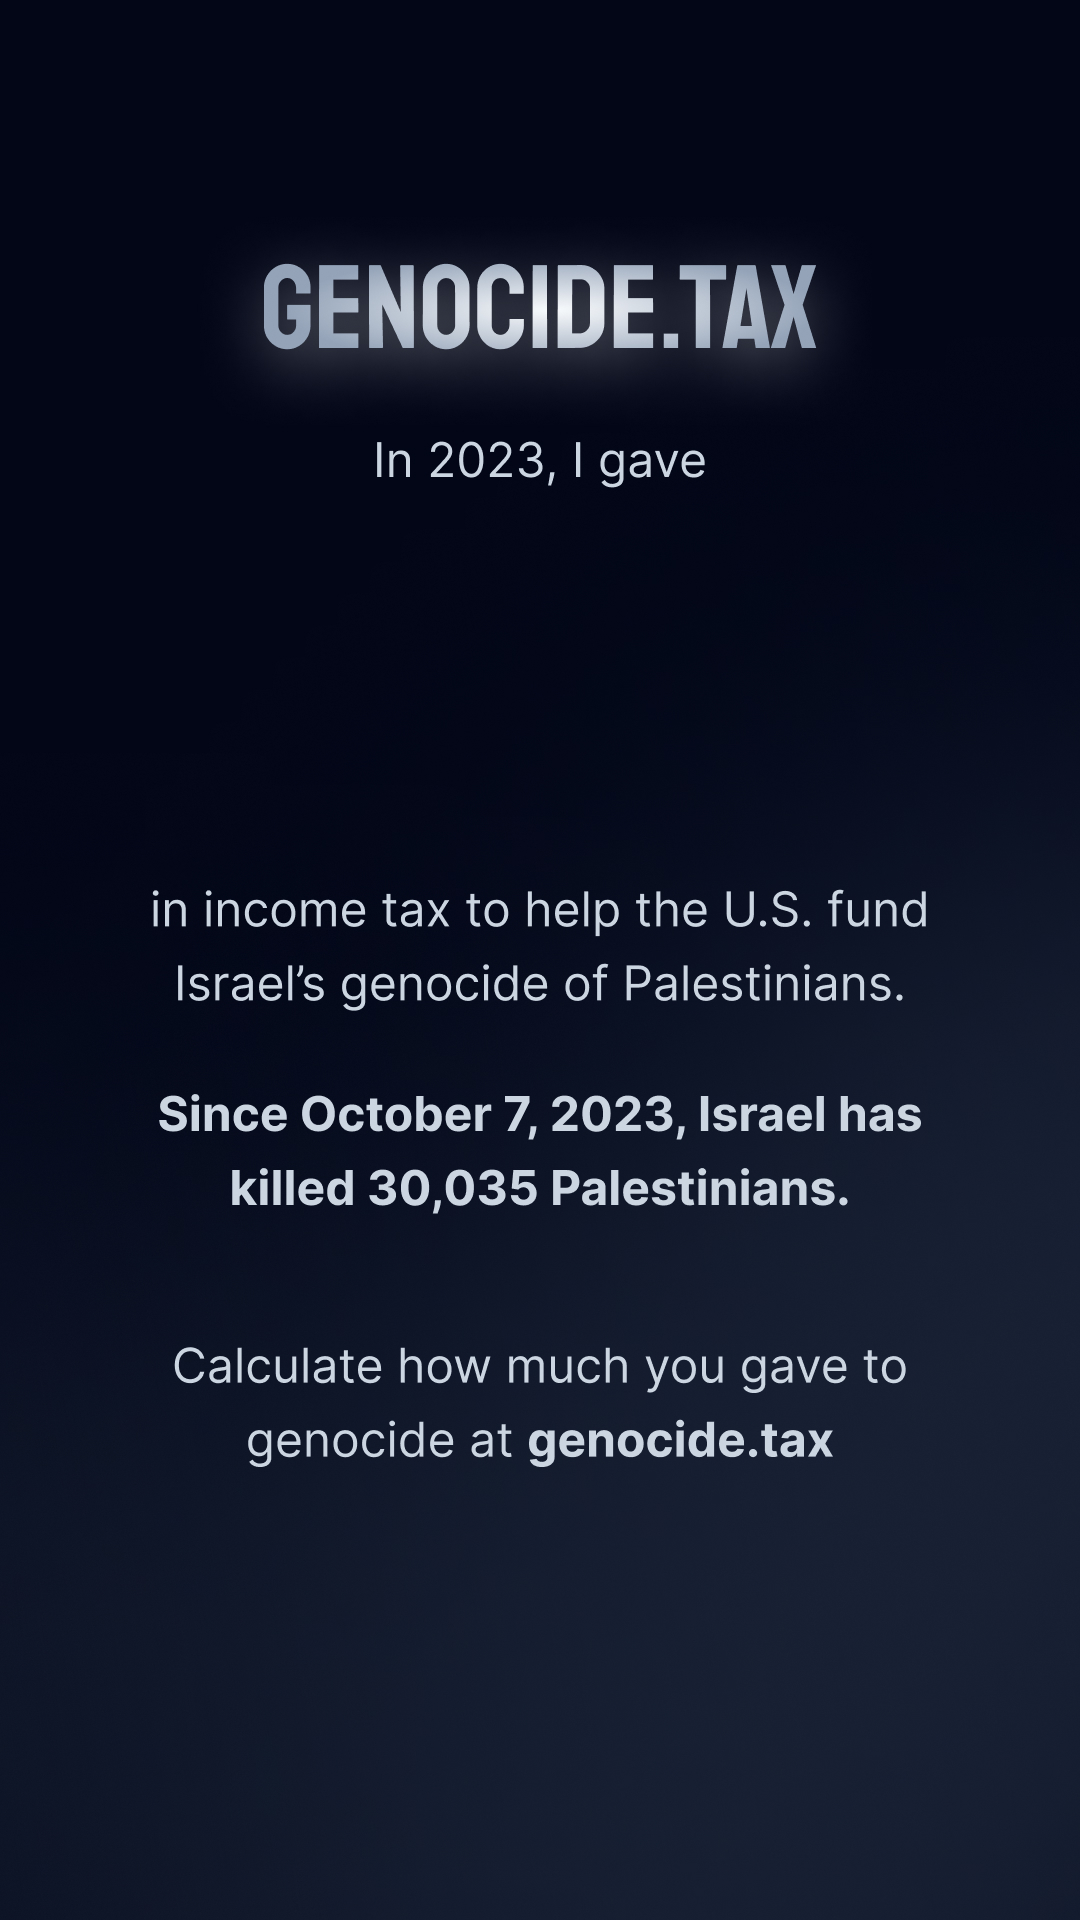 GENOCIDE.TAX
In 2023, I gave
in income tax to help the U.S. fund
Israel’s genocide of Palestinians.
Since October 7, 2023, Israel has
killed 30,035 Palestinians.
Calculate how much you gave to
genocide at genocide.tax